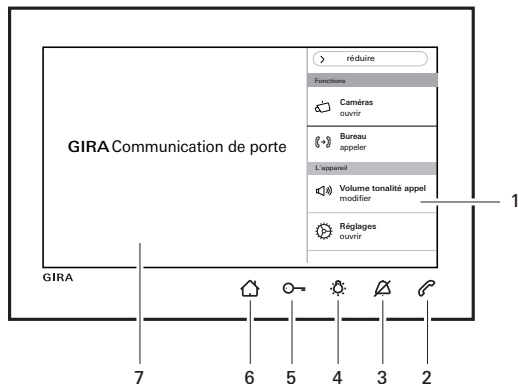 réduire
Fonctions
Caméras
ouvrir
Bureau
appeler
GIRA Communication de porte
L'appareil
Volume tonalité appel
modifier
1
Réglages
ouvrir
GIRA
7 6 5 4 3 2